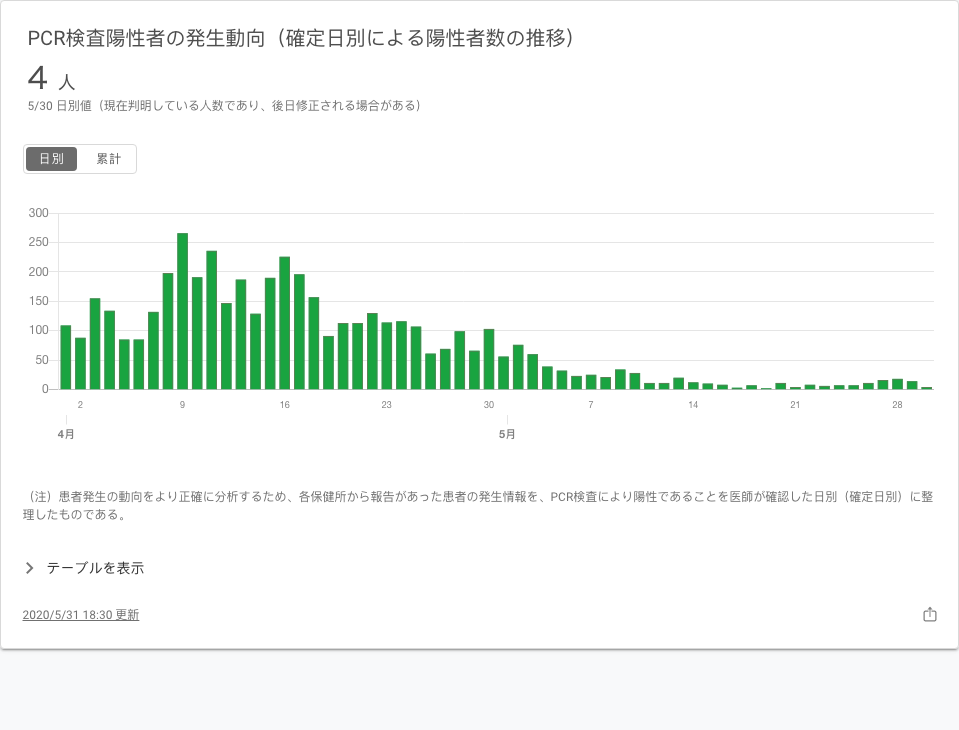 PCR検査陽性者の発生動向（確定日別による陽性者数の推移）
4 人
5/30 日別値（現在判明している人数であり、後日修正される場合がある）
日別 累計
300
250
200
150
100
50
0
2 9 16 23 30 7 14 21 28
4月 5月
（注）患者発生の動向をより正確に分析するため、各保健所から報告があった患者の発生情報を、PCR検査により陽性であることを医師が確認した日別（確定日別）に整
理したものである。
テーブルを表示
2020/5/31 18:30 更新